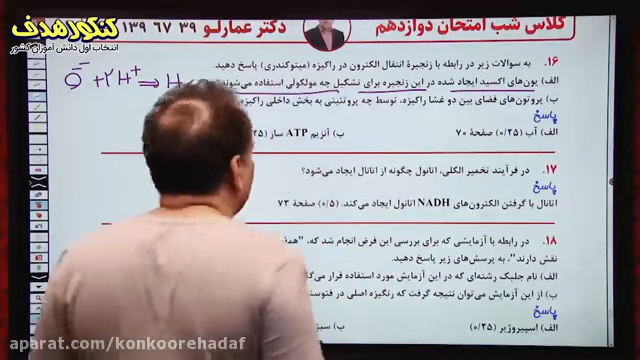 کلاس شب امتحان دوازدهم
دکتر عمارلو ۳۹ ۶۷ ۱۳۹
کنکور هدف
انتخاب اول دانش آموزان کشور
۱۶. به سوالات زیر در رابطه با زنجیرهٔ انتقال الکترون در راکیزه (میتوکندری) پاسخ دهید.
الف) یون‌های اکسید ایجاد شده در این زنجیره برای تشکیل چه مولکولی استفاده می‌شوند
O⁻ + 2H⁺ ⇒ H
ب) پروتون‌های فضای بین دو غشا راکیزه، توسط چه پروتئینی به بخش داخلی راکیزه
پاسخ
الف) آب (۰/۲۵) صفحهٔ ۷۰
ب) آنزیم ATP ساز (۰/۲۵
۱۷. در فرآیند تخمیر الکلی، اتانول چگونه از اتانال ایجاد می‌شود؟
پاسخ
اتانال با گرفتن الکترون‌های NADH اتانول ایجاد می‌کند. (۰/۵) صفحهٔ ۷۳
۱۸. در رابطه با آزمایشی که برای بررسی این فرض انجام شد که،
نقش دارند"، به پرسش‌های زیر پاسخ دهید.
الف) نام جلبک رشته‌ای که در این آزمایش مورد استفاده قرار
ب) از این آزمایش می‌توان نتیجه گرفت که رنگیزه اصلی در
پاسخ
الف) اسپیروژیر (۰/۲۵)
aparat.com/konkoorehadaf